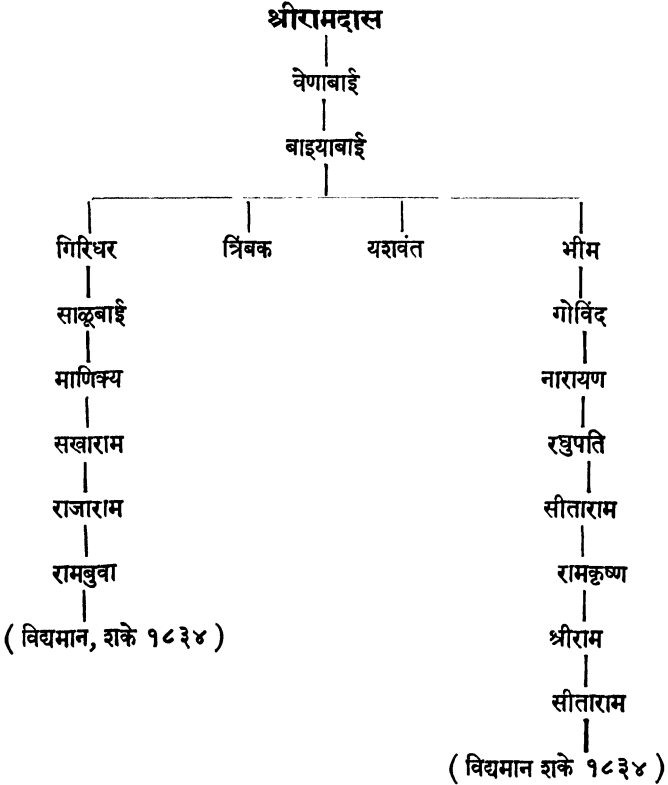 श्रीरामदास
वेणाबाई
बाइयाबाई
गिरिधर त्रिंबक यशवंत भीम
साळूबाई गोविंद
माणिक्य नारायण
सखाराम रघुपति
राजाराम सीताराम
रामबुवा रामकृष्ण
( विद्यमान, शके १८३४ ) श्रीराम
सीताराम
( विद्यमान शके १८३४ )